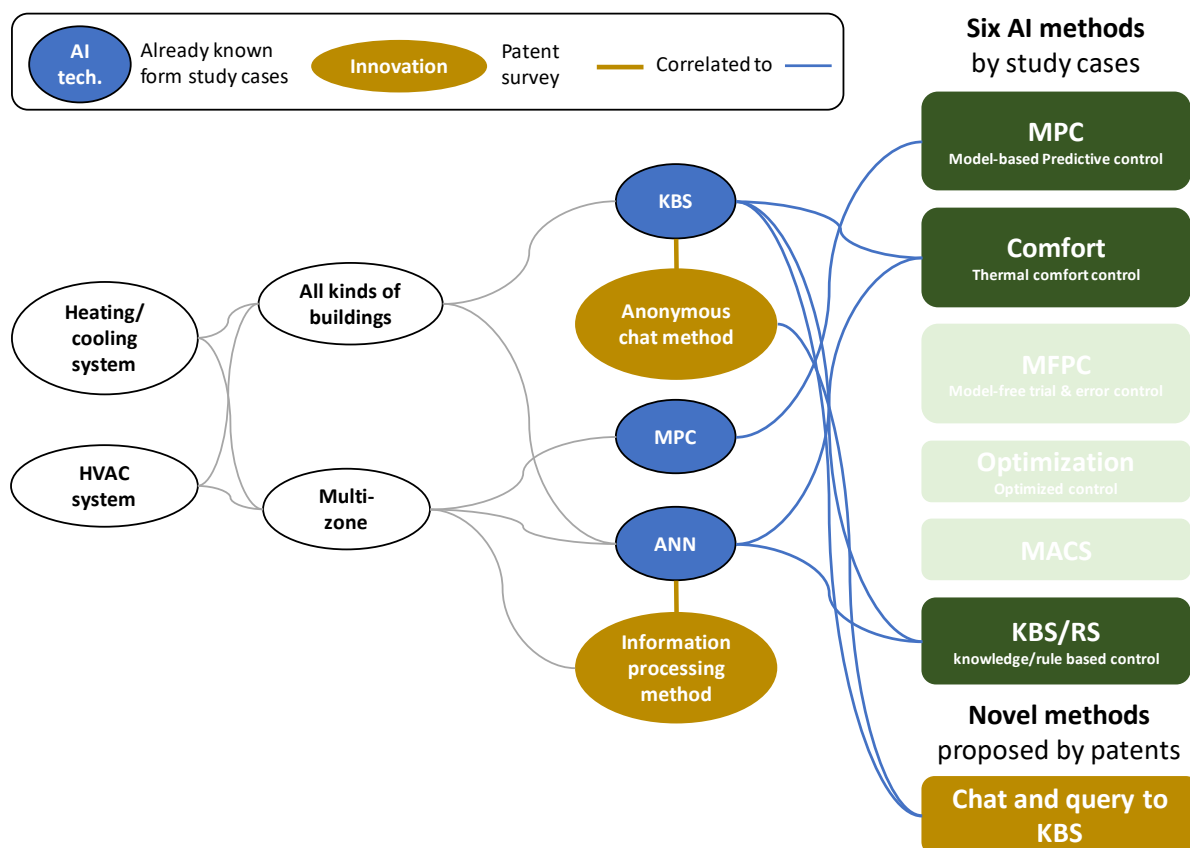 AI
tech.
Already known
form study cases
Innovation
Patent
survey
Correlated to
Six AI methods
by study cases
MPC
Model-based Predictive control
KBS
Comfort
Thermal comfort control
Heating/
cooling
system
All kinds of
buildings
Anonymous
chat method
MFPC
Model-free trial & error control
MPC
Optimization
Optimized control
HVAC
system
Multi-
zone
ANN
MACS
Information
processing
method
KBS/RS
knowledge/rule based control
Novel methods
proposed by patents
Chat and query to
KBS